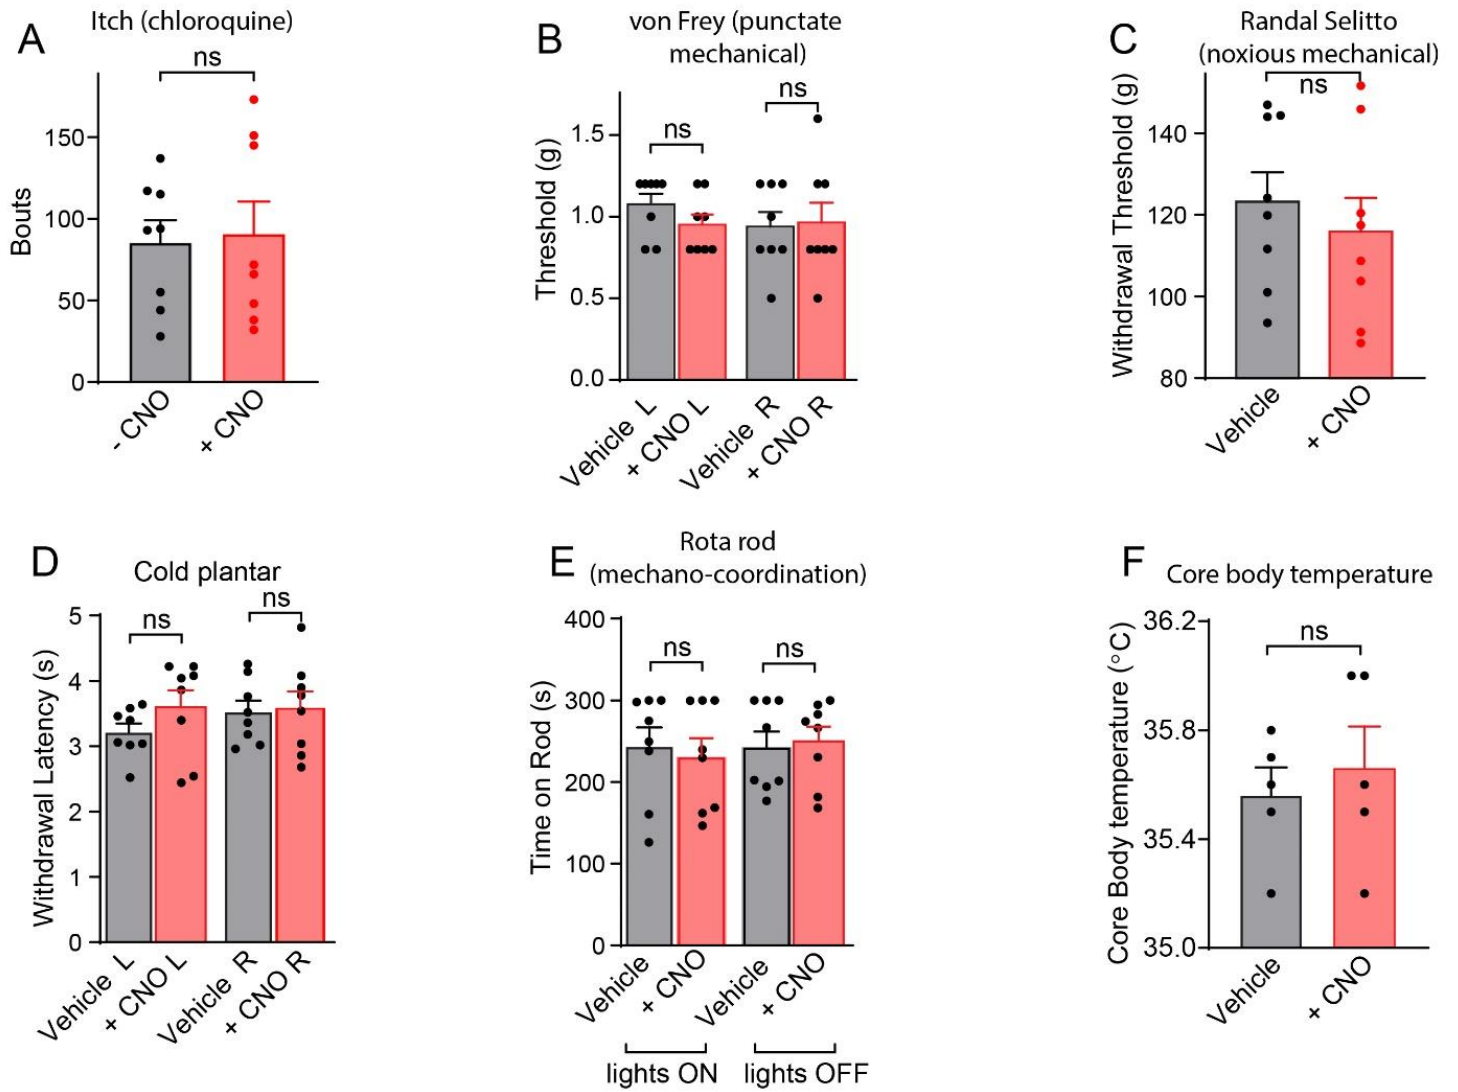 A
Itch (chloroquine)
ns
Bouts
150
100
50
0
- CNO
+ CNO
B
von Frey (punctate
mechanical)
ns
ns
Threshold (g)
1.5
1.0
0.5
0.0
Vehicle L
+ CNO L
Vehicle R
+ CNO R
C
Randal Selitto
(noxious mechanical)
ns
Withdrawal Threshold (g)
140
120
100
80
Vehicle
+ CNO
D
Cold plantar
ns
ns
Withdrawal Latency (s)
5
4
3
2
1
0
Vehicle L
+ CNO L
Vehicle R
+ CNO R
E
Rota rod
(mechano-coordination)
ns
ns
Time on Rod (s)
400
300
200
100
0
Vehicle
+ CNO
Vehicle
+ CNO
lights ON
lights OFF
F
Core body temperature
ns
Core Body temperature (°C)
36.2
35.8
35.4
35.0
Vehicle
+ CNO